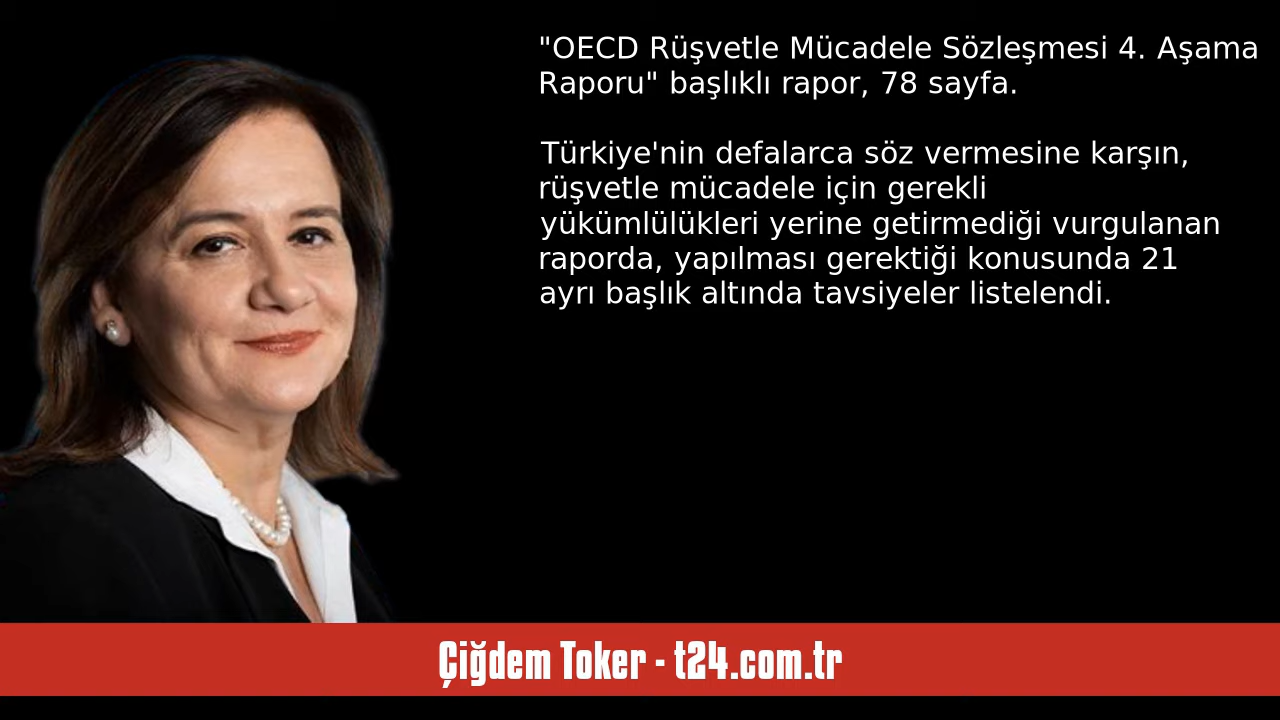 "OECD Rüşvetle Mücadele Sözleşmesi 4. Aşama
Raporu" başlıklı rapor, 78 sayfa.
Türkiye'nin defalarca söz vermesine karşın,
rüşvetle mücadele için gerekli
yükümlülükleri yerine getirmediği vurgulanan
raporda, yapılması gerektiği konusunda 21
ayrı başlık altında tavsiyeler listelendi.
Çiğdem Toker - t24.com.tr